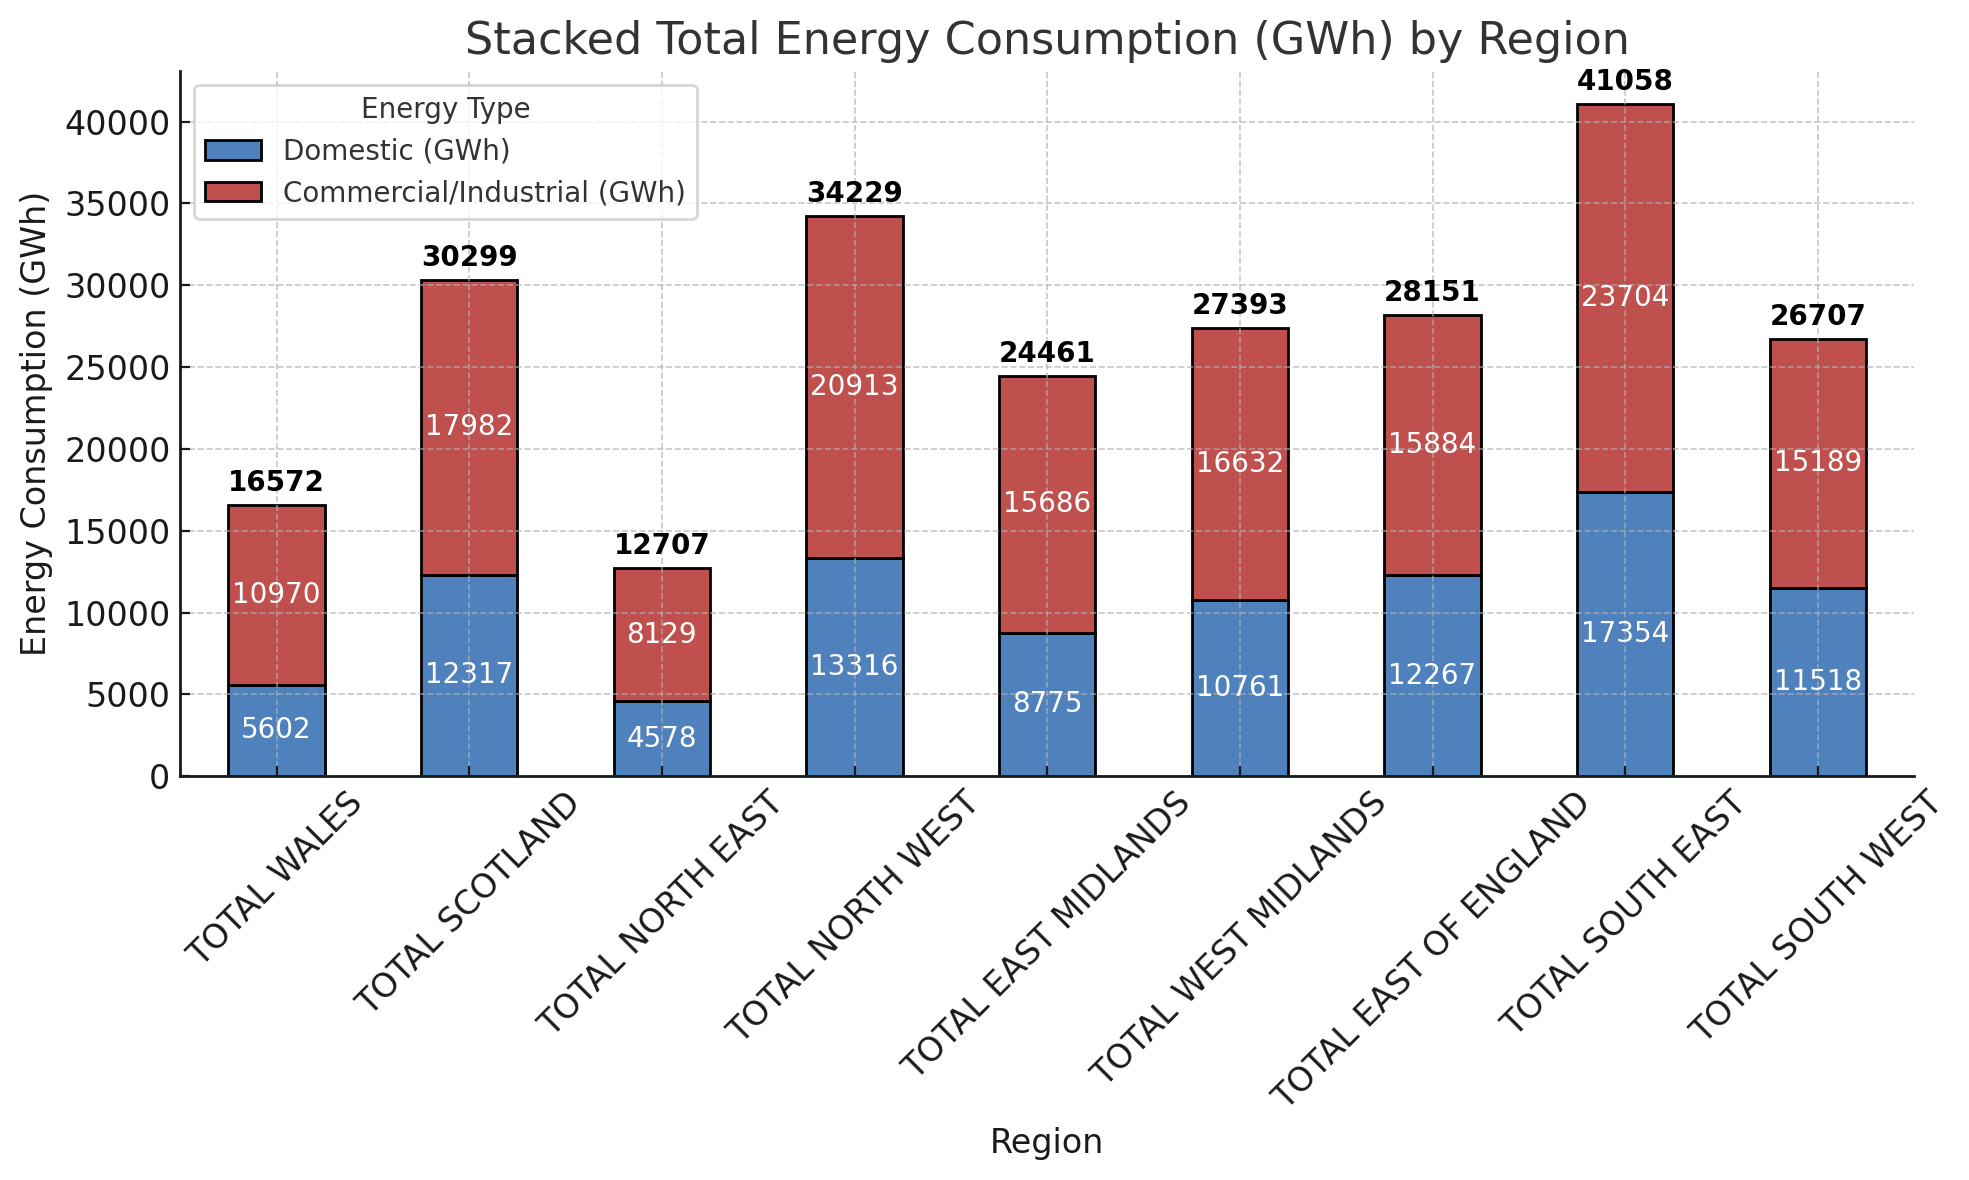 Stacked Total Energy Consumption (GWh) by Region
Energy Type
Domestic (GWh)
Commercial/Industrial (GWh)
Energy Consumption (GWh)
40000
35000
30000
25000
20000
15000
10000
5000
0
16572
10970
5602
30299
17982
12317
12707
8129
4578
34229
20913
13316
24461
15686
8775
27393
16632
10761
28151
15884
12267
41058
23704
17354
26707
15189
11518
TOTAL WALES
TOTAL SCOTLAND
TOTAL NORTH EAST
TOTAL NORTH WEST
TOTAL EAST MIDLANDS
TOTAL WEST MIDLANDS
TOTAL EAST OF ENGLAND
TOTAL SOUTH EAST
TOTAL SOUTH WEST
Region